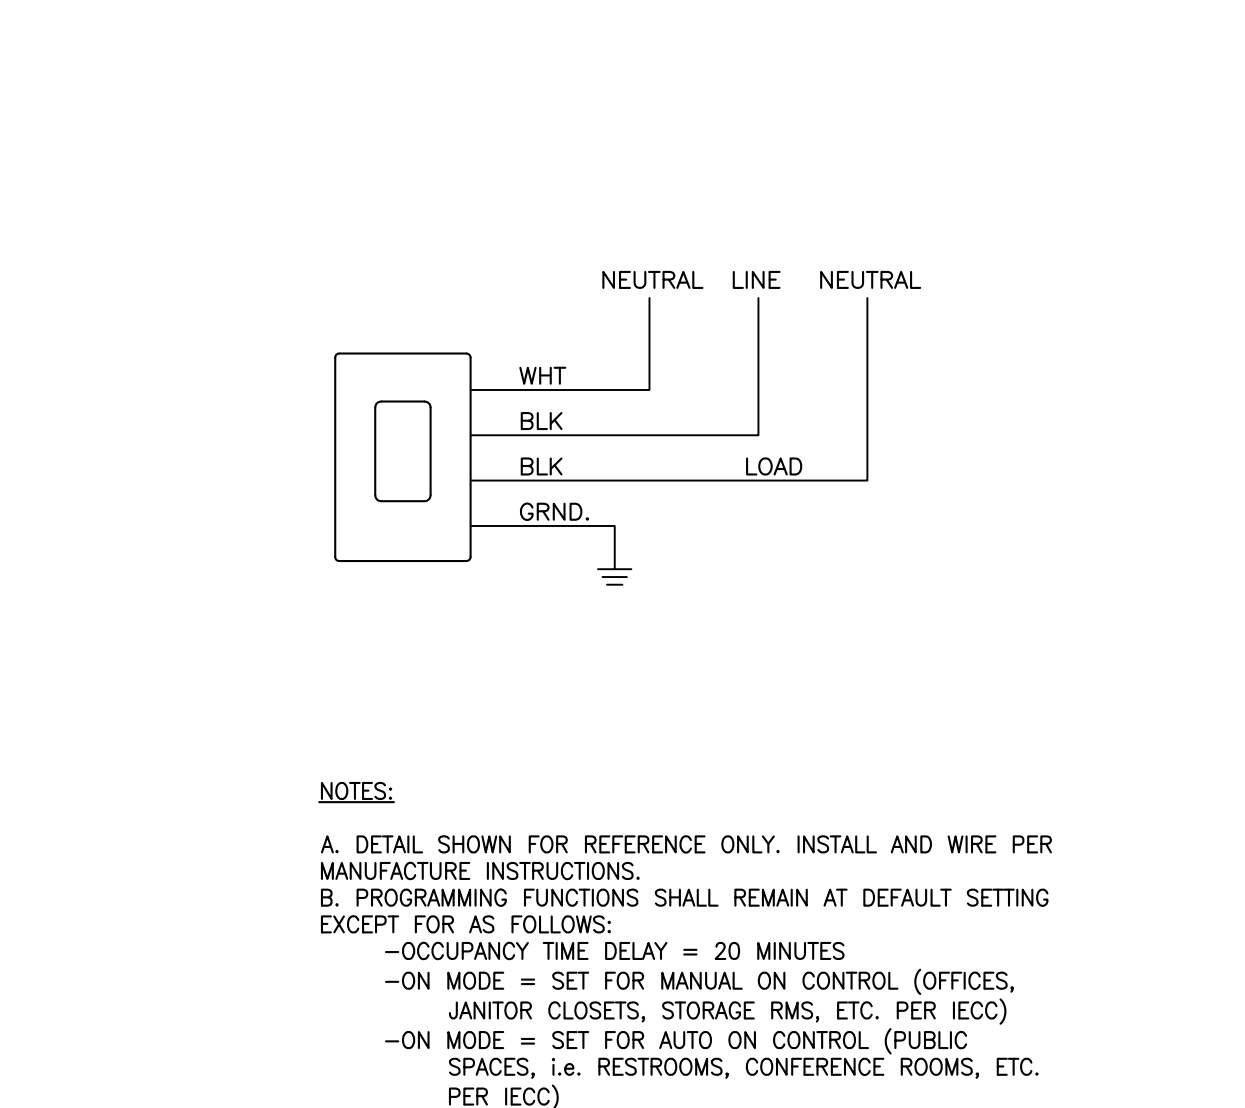 NEUTRAL LINE NEUTRAL
WHT
BLK
BLK LOAD
GRND.
NOTES:
A. DETAIL SHOWN FOR REFERENCE ONLY. INSTALL AND WIRE PER
MANUFACTURE INSTRUCTIONS.
B. PROGRAMMING FUNCTIONS SHALL REMAIN AT DEFAULT SETTING
EXCEPT FOR AS FOLLOWS:
-OCCUPANCY TIME DELAY = 20 MINUTES
-ON MODE = SET FOR MANUAL ON CONTROL (OFFICES,
JANITOR CLOSETS, STORAGE RMS, ETC. PER IECC)
-ON MODE = SET FOR AUTO ON CONTROL (PUBLIC
SPACES, i.e. RESTROOMS, CONFERENCE ROOMS, ETC.
PER IECC)